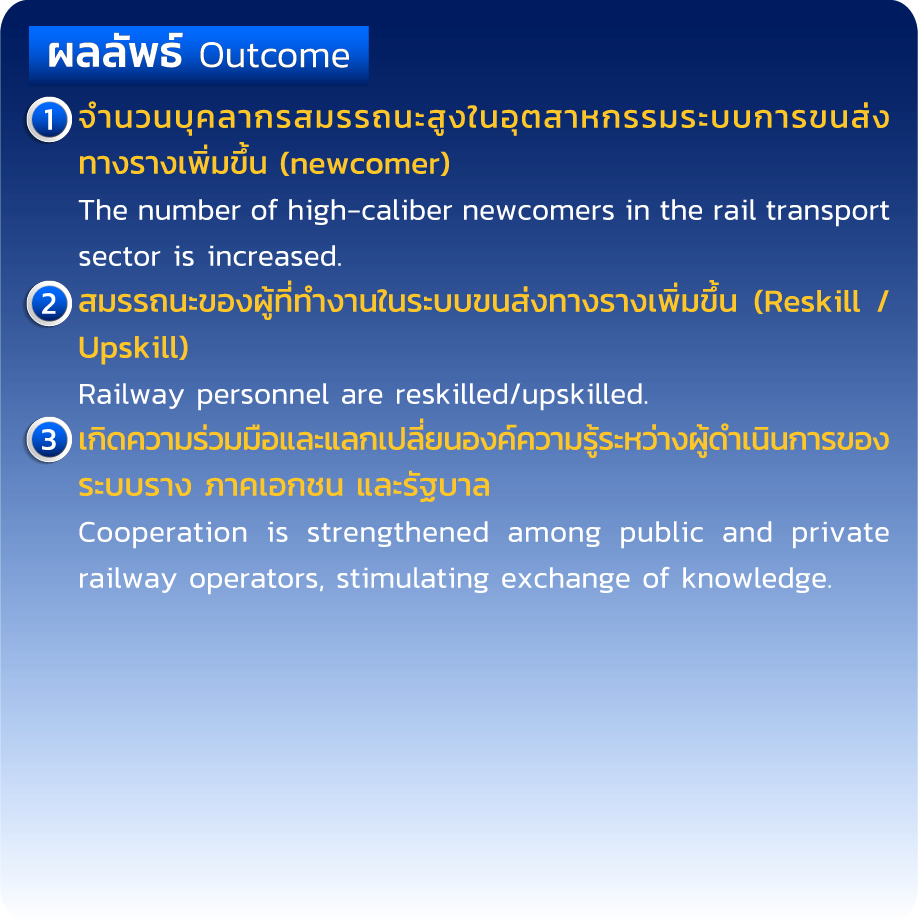 ผลลัพธ์ Outcome
1 จำนวนบุคลากรสมรรถนะสูงในอุตสาหกรรมระบบการขนส่ง
ทางรางเพิ่มขึ้น (newcomer)
The number of high-caliber newcomers in the rail transport
sector is increased.
2 สมรรถนะของผู้ที่ทำงานในระบบขนส่งทางรางเพิ่มขึ้น (Reskill /
Upskill)
Railway personnel are reskilled/upskilled.
3 เกิดความร่วมมือและแลกเปลี่ยนองค์ความรู้ระหว่างผู้ดำเนินการของ
ระบบราง ภาคเอกชน และรัฐบาล
Cooperation is strengthened among public and private
railway operators, stimulating exchange of knowledge.